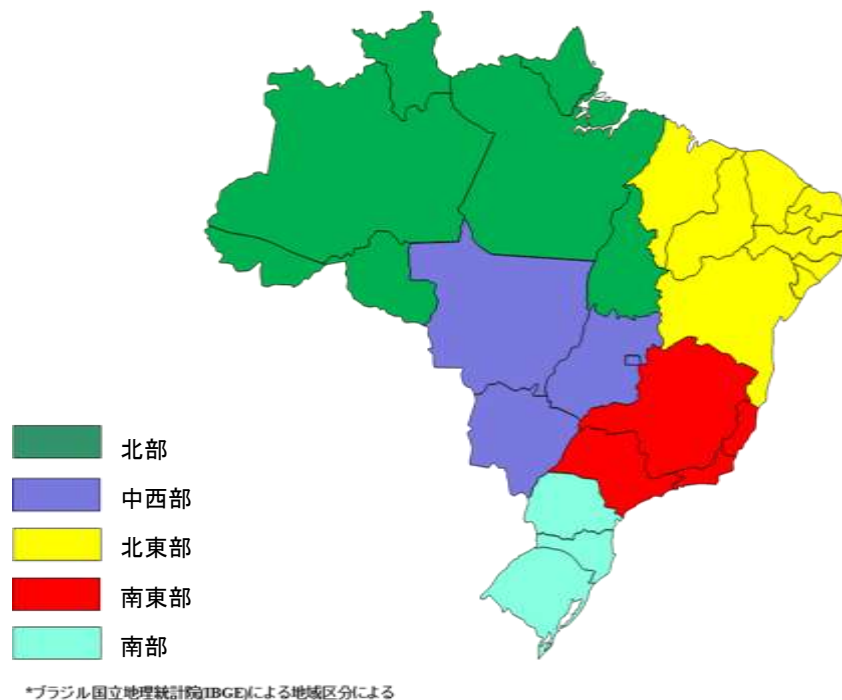 北部
中西部
北東部
南東部
南部
*ブラジル国立地理統計院(IBGE)による地域区分による